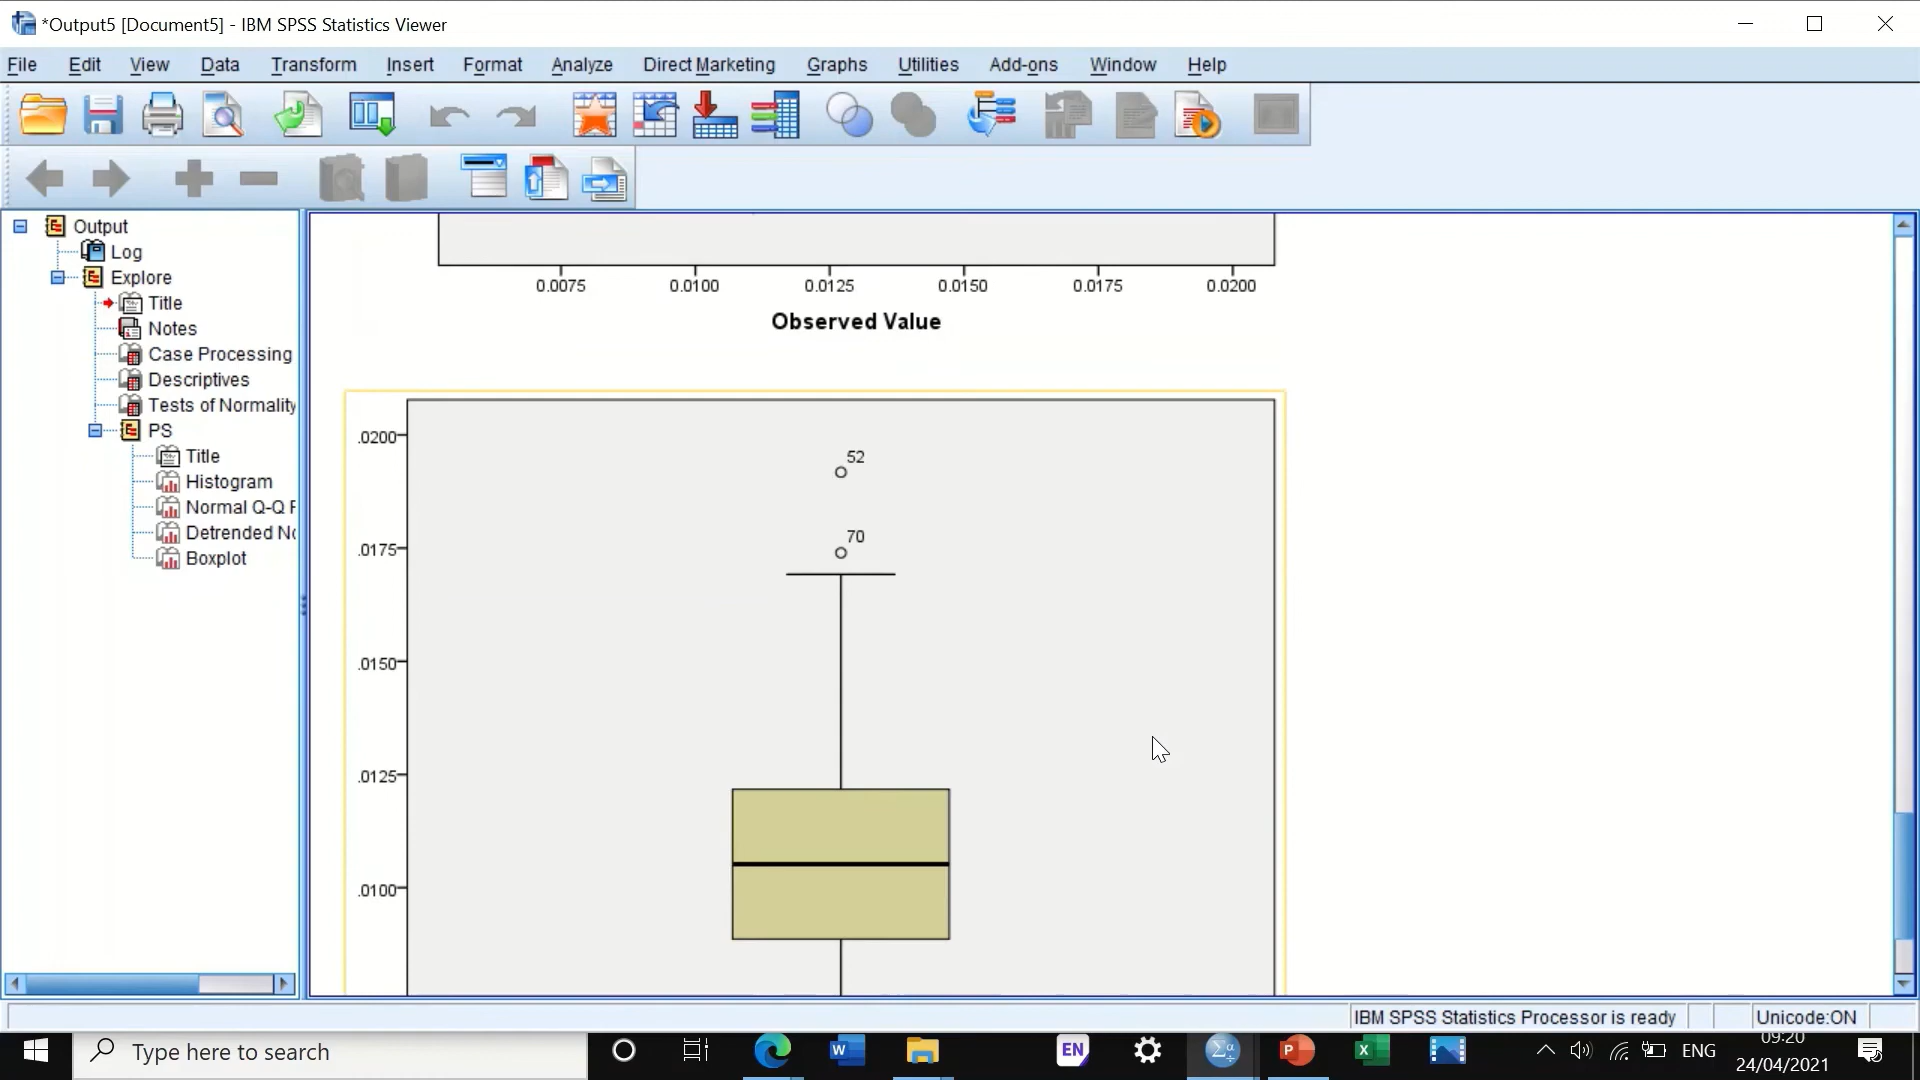 *Output5 [Document5] - IBM SPSS Statistics Viewer
File Edit View Data Transform Insert Format Analyze Direct Marketing Graphs Utilities Add-ons Window Help
Output
Log
Explore
Title
Notes
Case Processing
Descriptives
Tests of Normality
PS
Title
Histogram
Normal Q-Q
Detrended
Boxplot
0.0075 0.0100 0.0125 0.0150 0.0175 0.0200
Observed Value
.0200
52
70
.0175
.0150
.0125
.0100
IBM SPSS Statistics Processor is ready Unicode:ON
Type here to search
W
EN
Σα
P
X
ENG
09:20
24/04/2021